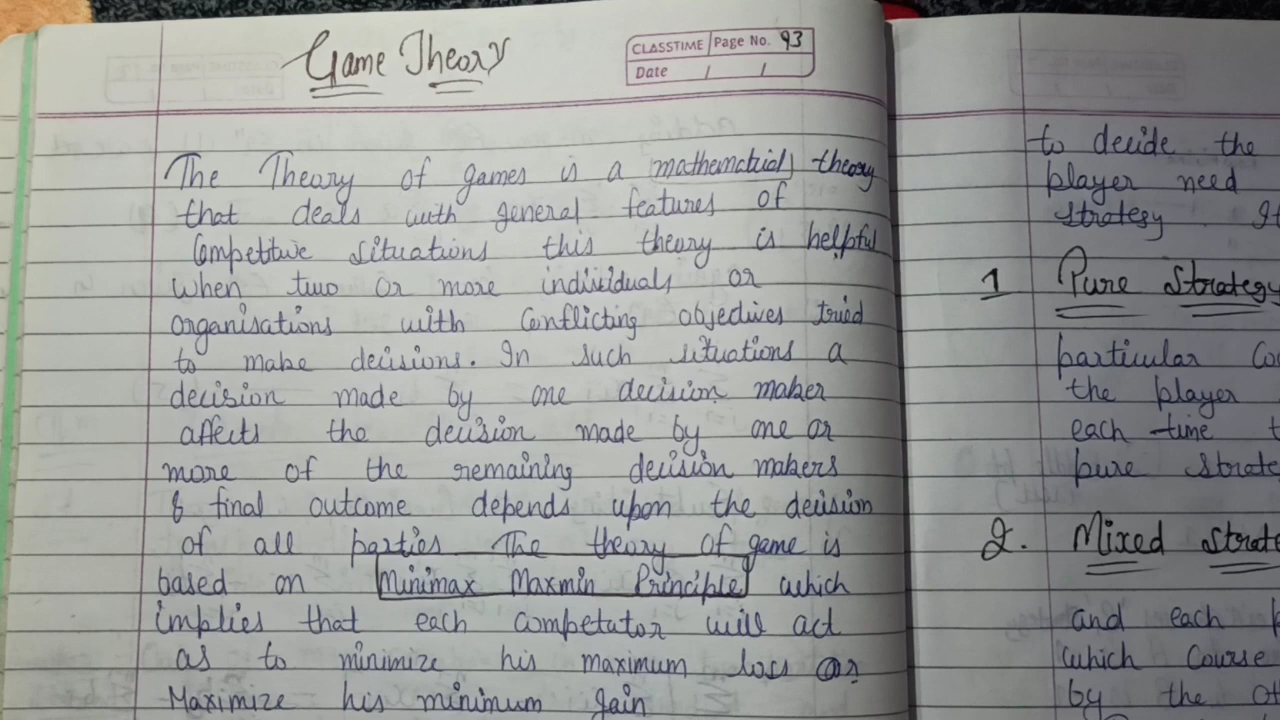 Game Theory
CLASSTIME Page No. 93
Date / /
The Theory of games is a mathematical theory
that deals with general features of
Competitive situations this theory is helpful
when two or more individuals or
organisations with Conflicting objectives tried
to make decisions. In such situations a
decision made by one decision maker
affects the decision made by one or
more of the remaining decision makers
& final outcome depends upon the decision
of all parties The theory of game is
based on Minimax Maxmin Principle which
implies that each competator will act
as to minimize his maximum loss or
Maximize his minimum gain
to decide the
player need
strategy
1 Pure Strategy
particular
the player
each time
pure
2. Mixed
and each
which Course
by the